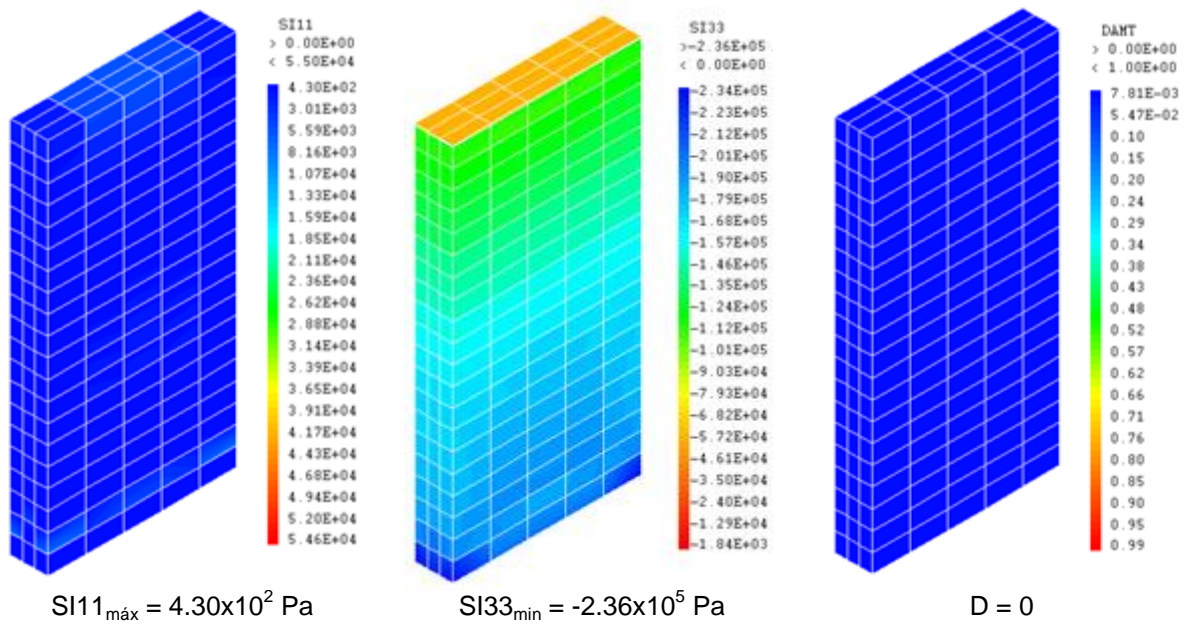 SI11
> 0.00E+00
< 5.50E+04
4.30E+02
3.01E+03
5.59E+03
8.16E+03
1.07E+04
1.33E+04
1.59E+04
1.85E+04
2.11E+04
2.36E+04
2.62E+04
2.88E+04
3.14E+04
3.39E+04
3.65E+04
3.91E+04
4.17E+04
4.43E+04
4.68E+04
4.94E+04
5.20E+04
5.46E+04
SI11máx = 4.30x10² Pa
SI33
>-2.36E+05
< 0.00E+00
-2.34E+05
-2.23E+05
-2.12E+05
-2.01E+05
-1.90E+05
-1.79E+05
-1.68E+05
-1.57E+05
-1.46E+05
-1.35E+05
-1.24E+05
-1.12E+05
-1.01E+05
-9.03E+04
-7.93E+04
-6.82E+04
-5.72E+04
-4.61E+04
-3.50E+04
-2.40E+04
-1.29E+04
-1.84E+03
SI33min = -2.36x10⁵ Pa
DAMT
> 0.00E+00
< 1.00E+00
7.81E-03
5.47E-02
0.10
0.15
0.20
0.24
0.29
0.34
0.38
0.43
0.48
0.52
0.57
0.62
0.66
0.71
0.76
0.80
0.85
0.90
0.95
0.99
D = 0